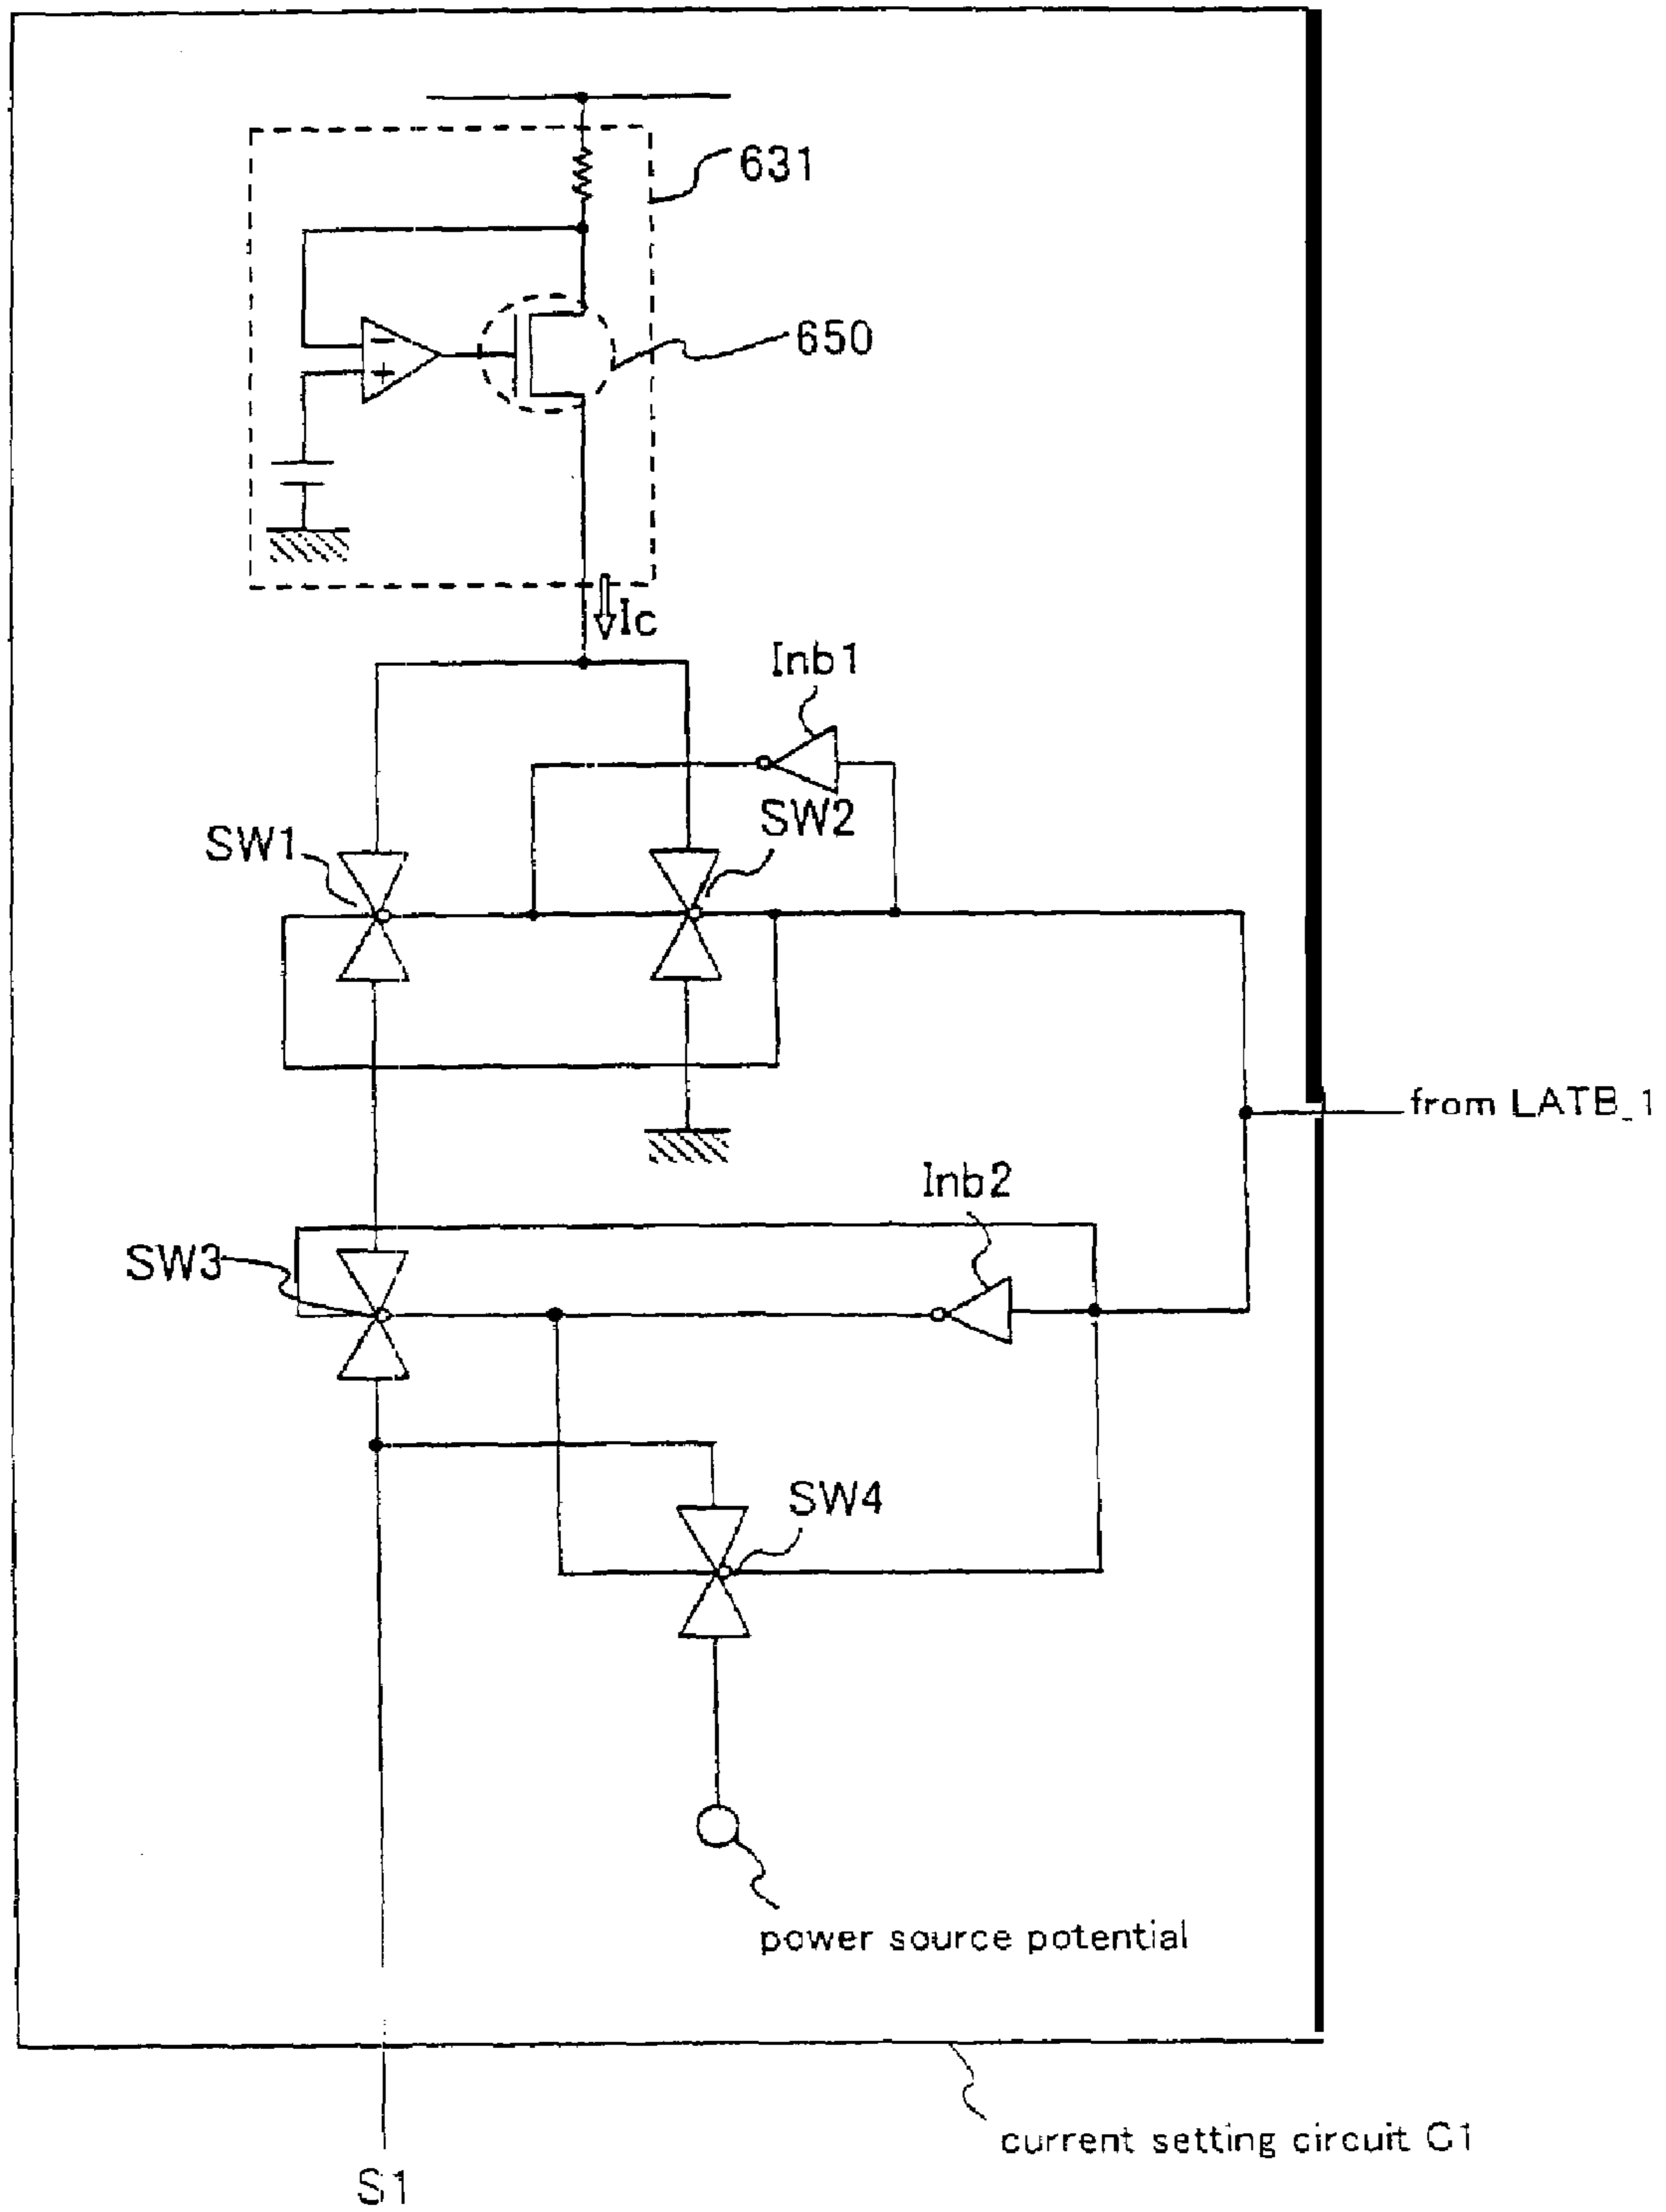 631
650
Ic
Inb1
SW2
SW1
from LATB_1
Inb2
SW3
SW4
power source potential
current setting circuit C1
S1